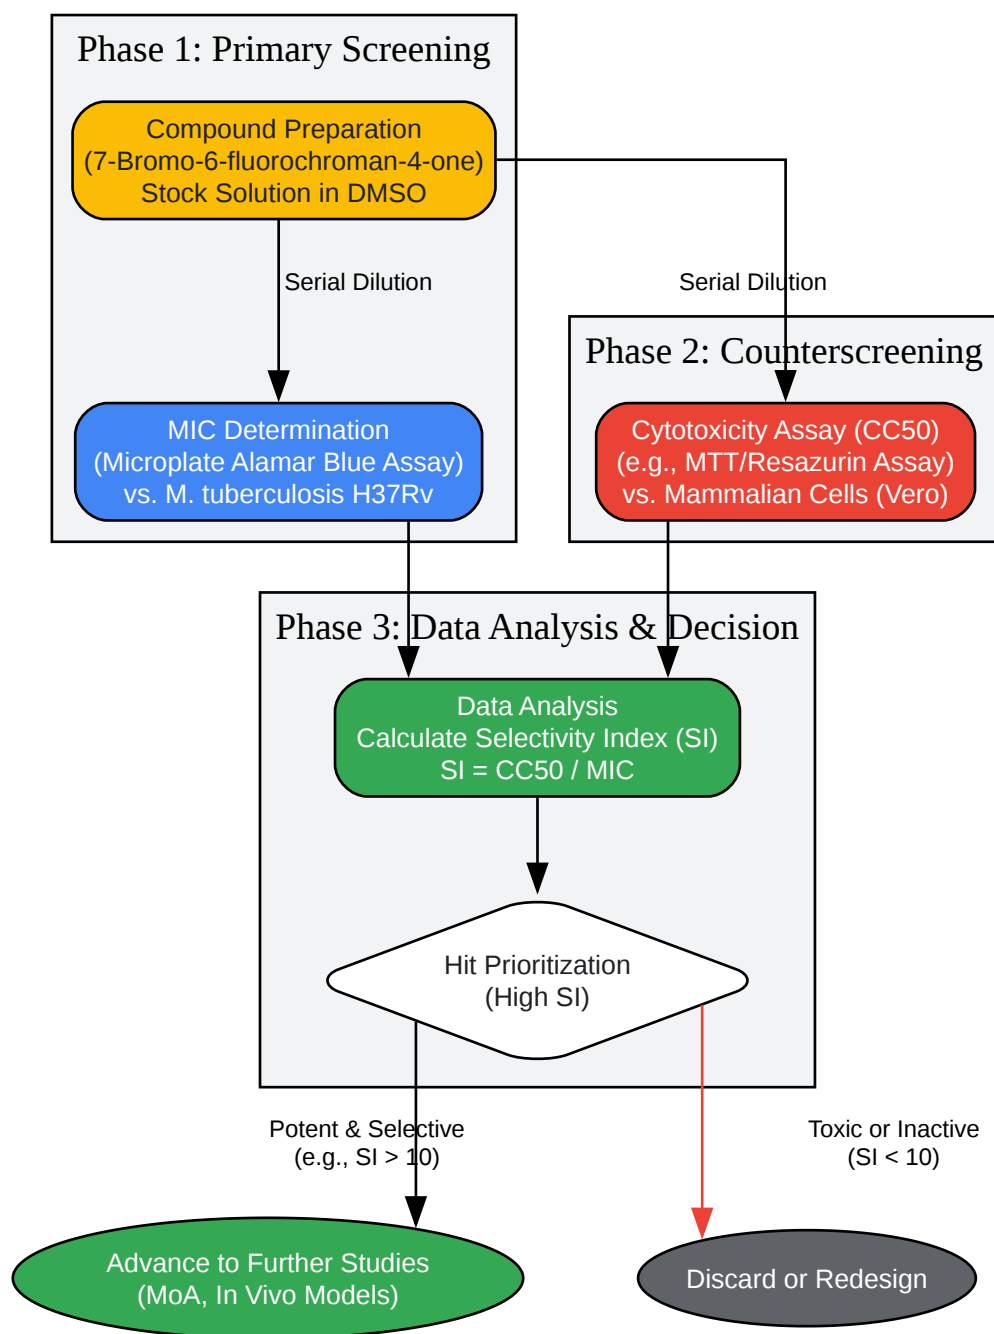 Phase 1: Primary Screening
Compound Preparation
(7-Bromo-6-fluorochroman-4-one)
Stock Solution in DMSO
Serial Dilution
Serial Dilution
Phase 2: Counterscreening
MIC Determination
(Microplate Alamar Blue Assay)
vs. M. tuberculosis H37Rv
Cytotoxicity Assay (CC50)
(e.g., MTT/Resazurin Assay)
vs. Mammalian Cells (Vero)
Phase 3: Data Analysis & Decision
Data Analysis
Calculate Selectivity Index (SI)
SI = CC50 / MIC
Hit Prioritization
(High SI)
Potent & Selective
(e.g., SI > 10)
Toxic or Inactive
(SI < 10)
Advance to Further Studies
(MoA, In Vivo Models)
Discard or Redesign